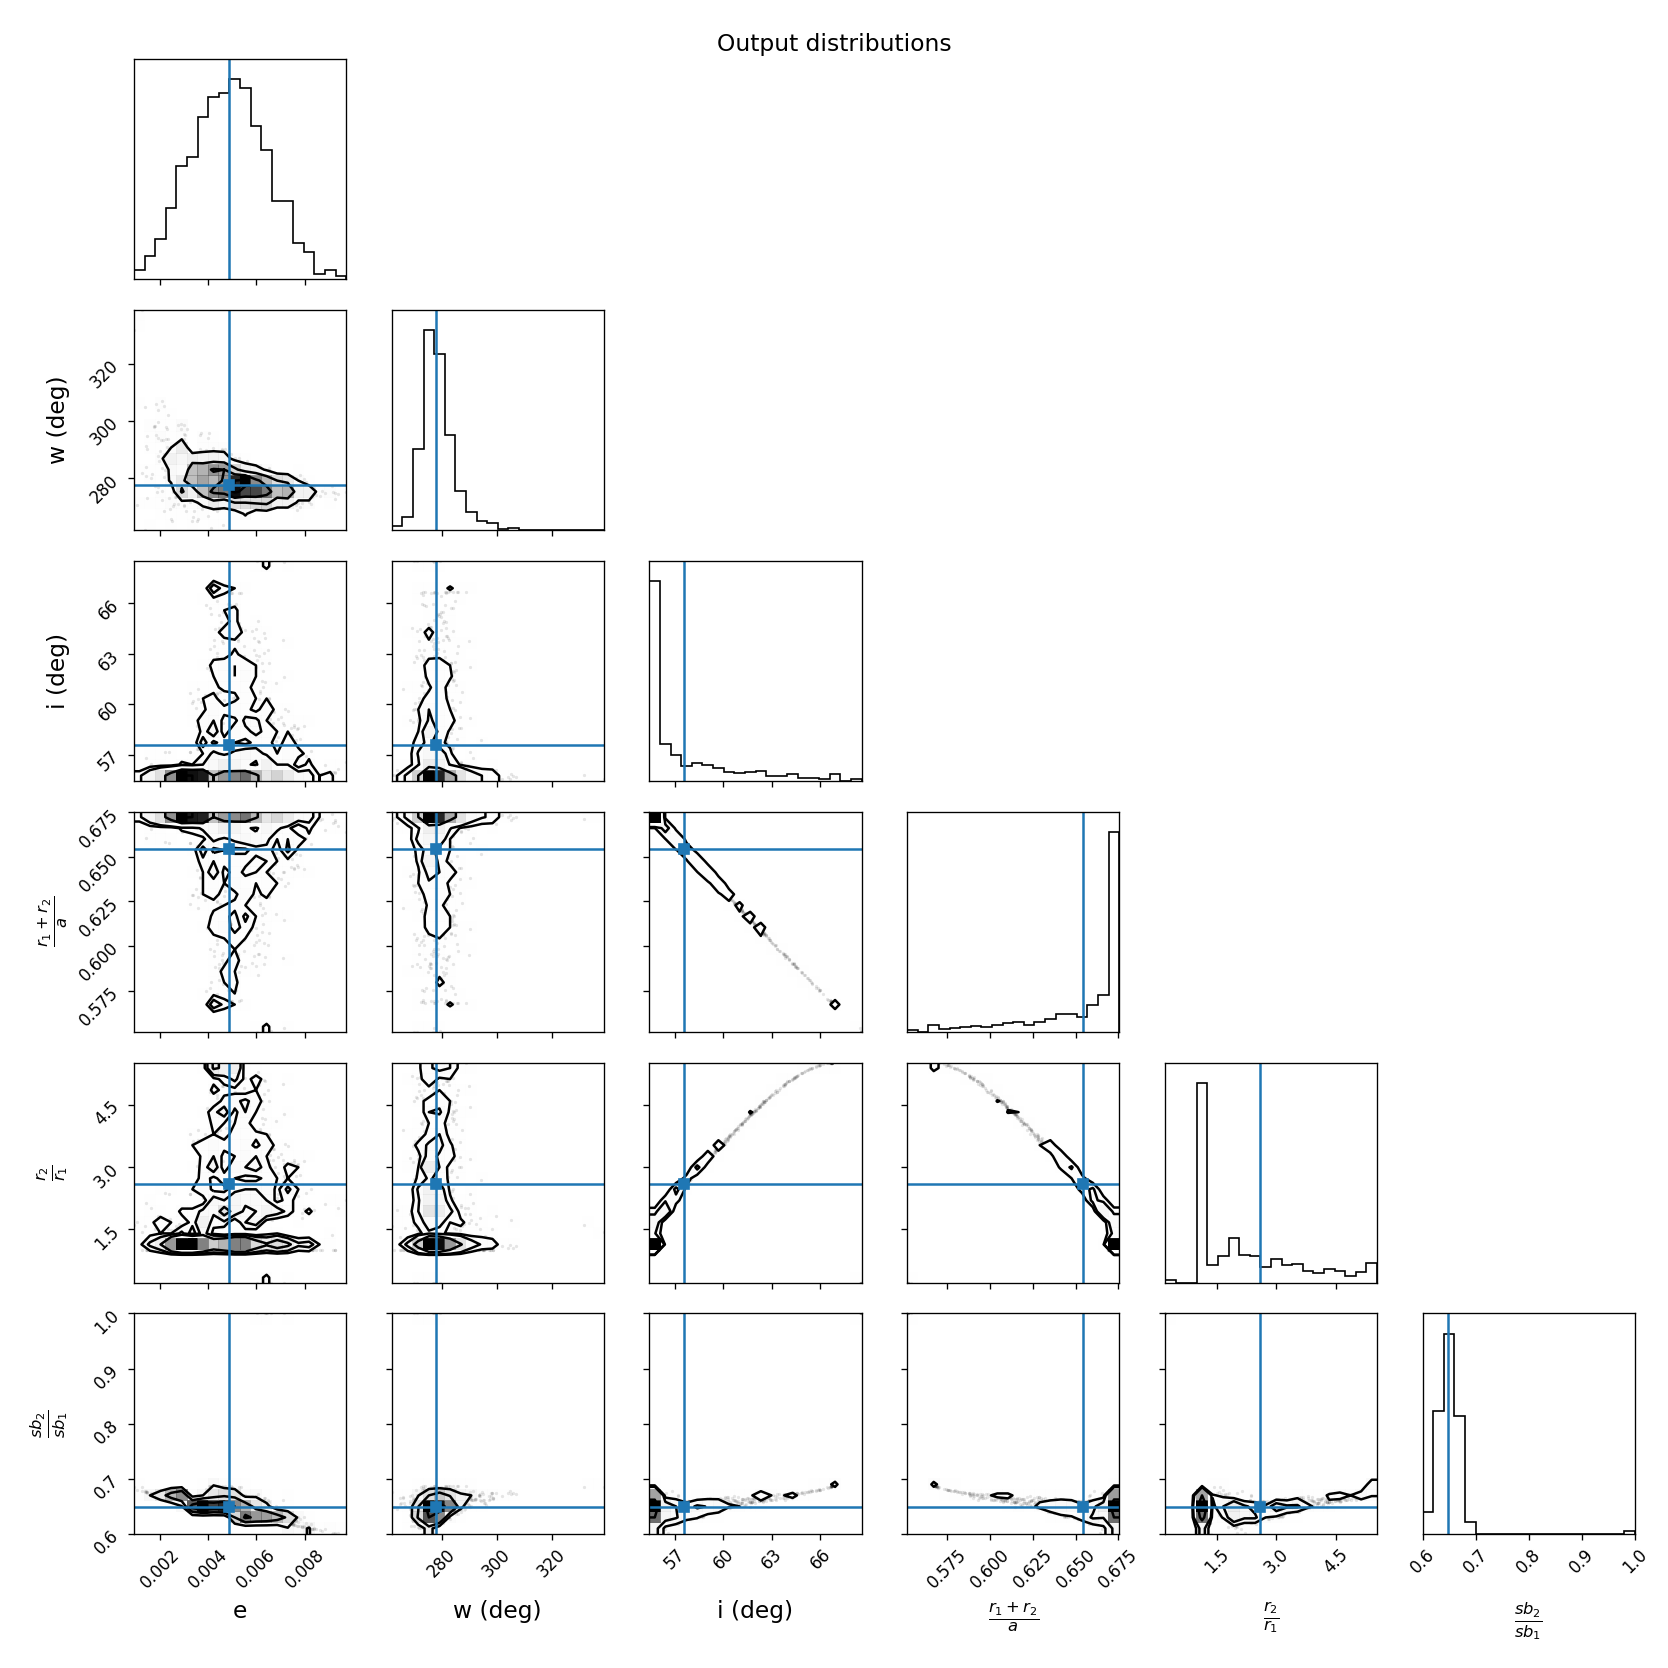 Output distributions
w (deg)
320
300
280
i (deg)
66
63
60
57
r₁ + r₂
a
0.675
0.650
0.625
0.600
0.575
r₂
r₁
4.5
3.0
1.5
sb₂
sb₁
1.0
0.9
0.8
0.7
0.6
0.002 0.004 0.006 0.008 280 300 320 57 60 63 66 0.575 0.600 0.625 0.650 0.675 1.5 3.0 4.5 0.6 0.7 0.8 0.9 1.0
e w (deg) i (deg)
r₁ + r₂
a
r₂
r₁
sb₂
sb₁